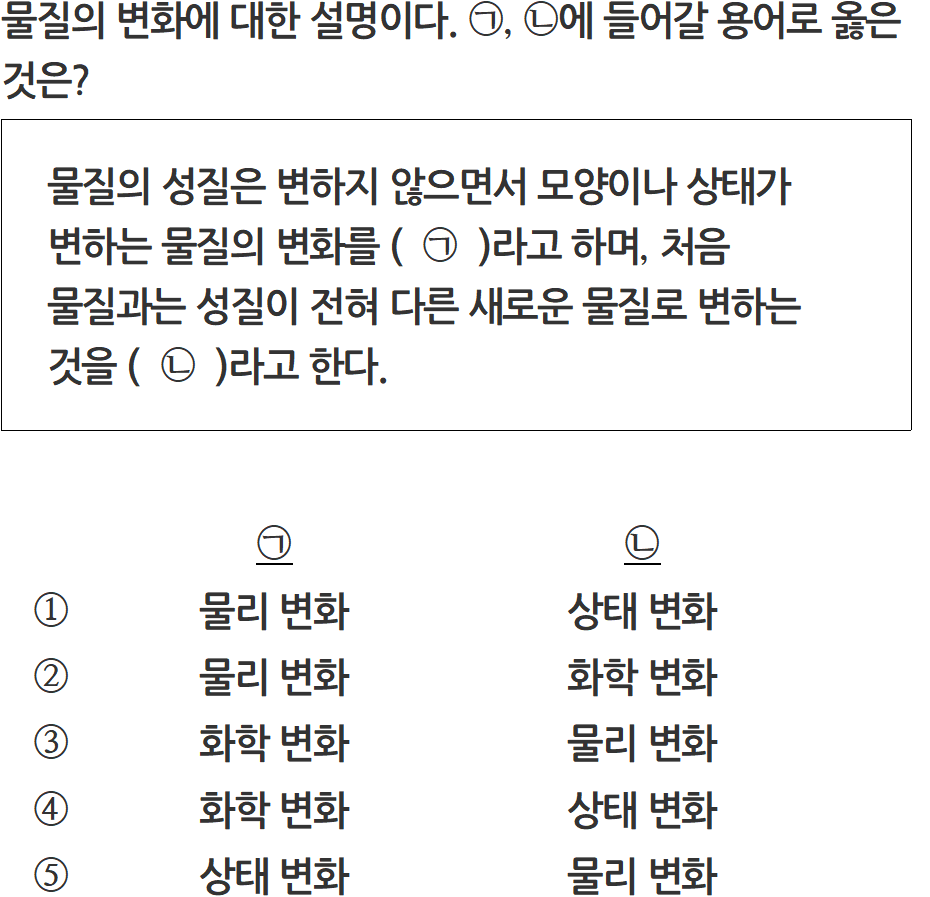 물질의 변화에 대한 설명이다. ㉠, ㉡에 들어갈 용어로 옳은
것은?
물질의 성질은 변하지 않으면서 모양이나 상태가
변하는 물질의 변화를 ( ㉠ )라고 하며, 처음
물질과는 성질이 전혀 다른 새로운 물질로 변하는
것을 ( ㉡ )라고 한다.
㉠ ㉡
① 물리 변화 상태 변화
② 물리 변화 화학 변화
③ 화학 변화 물리 변화
④ 화학 변화 상태 변화
⑤ 상태 변화 물리 변화